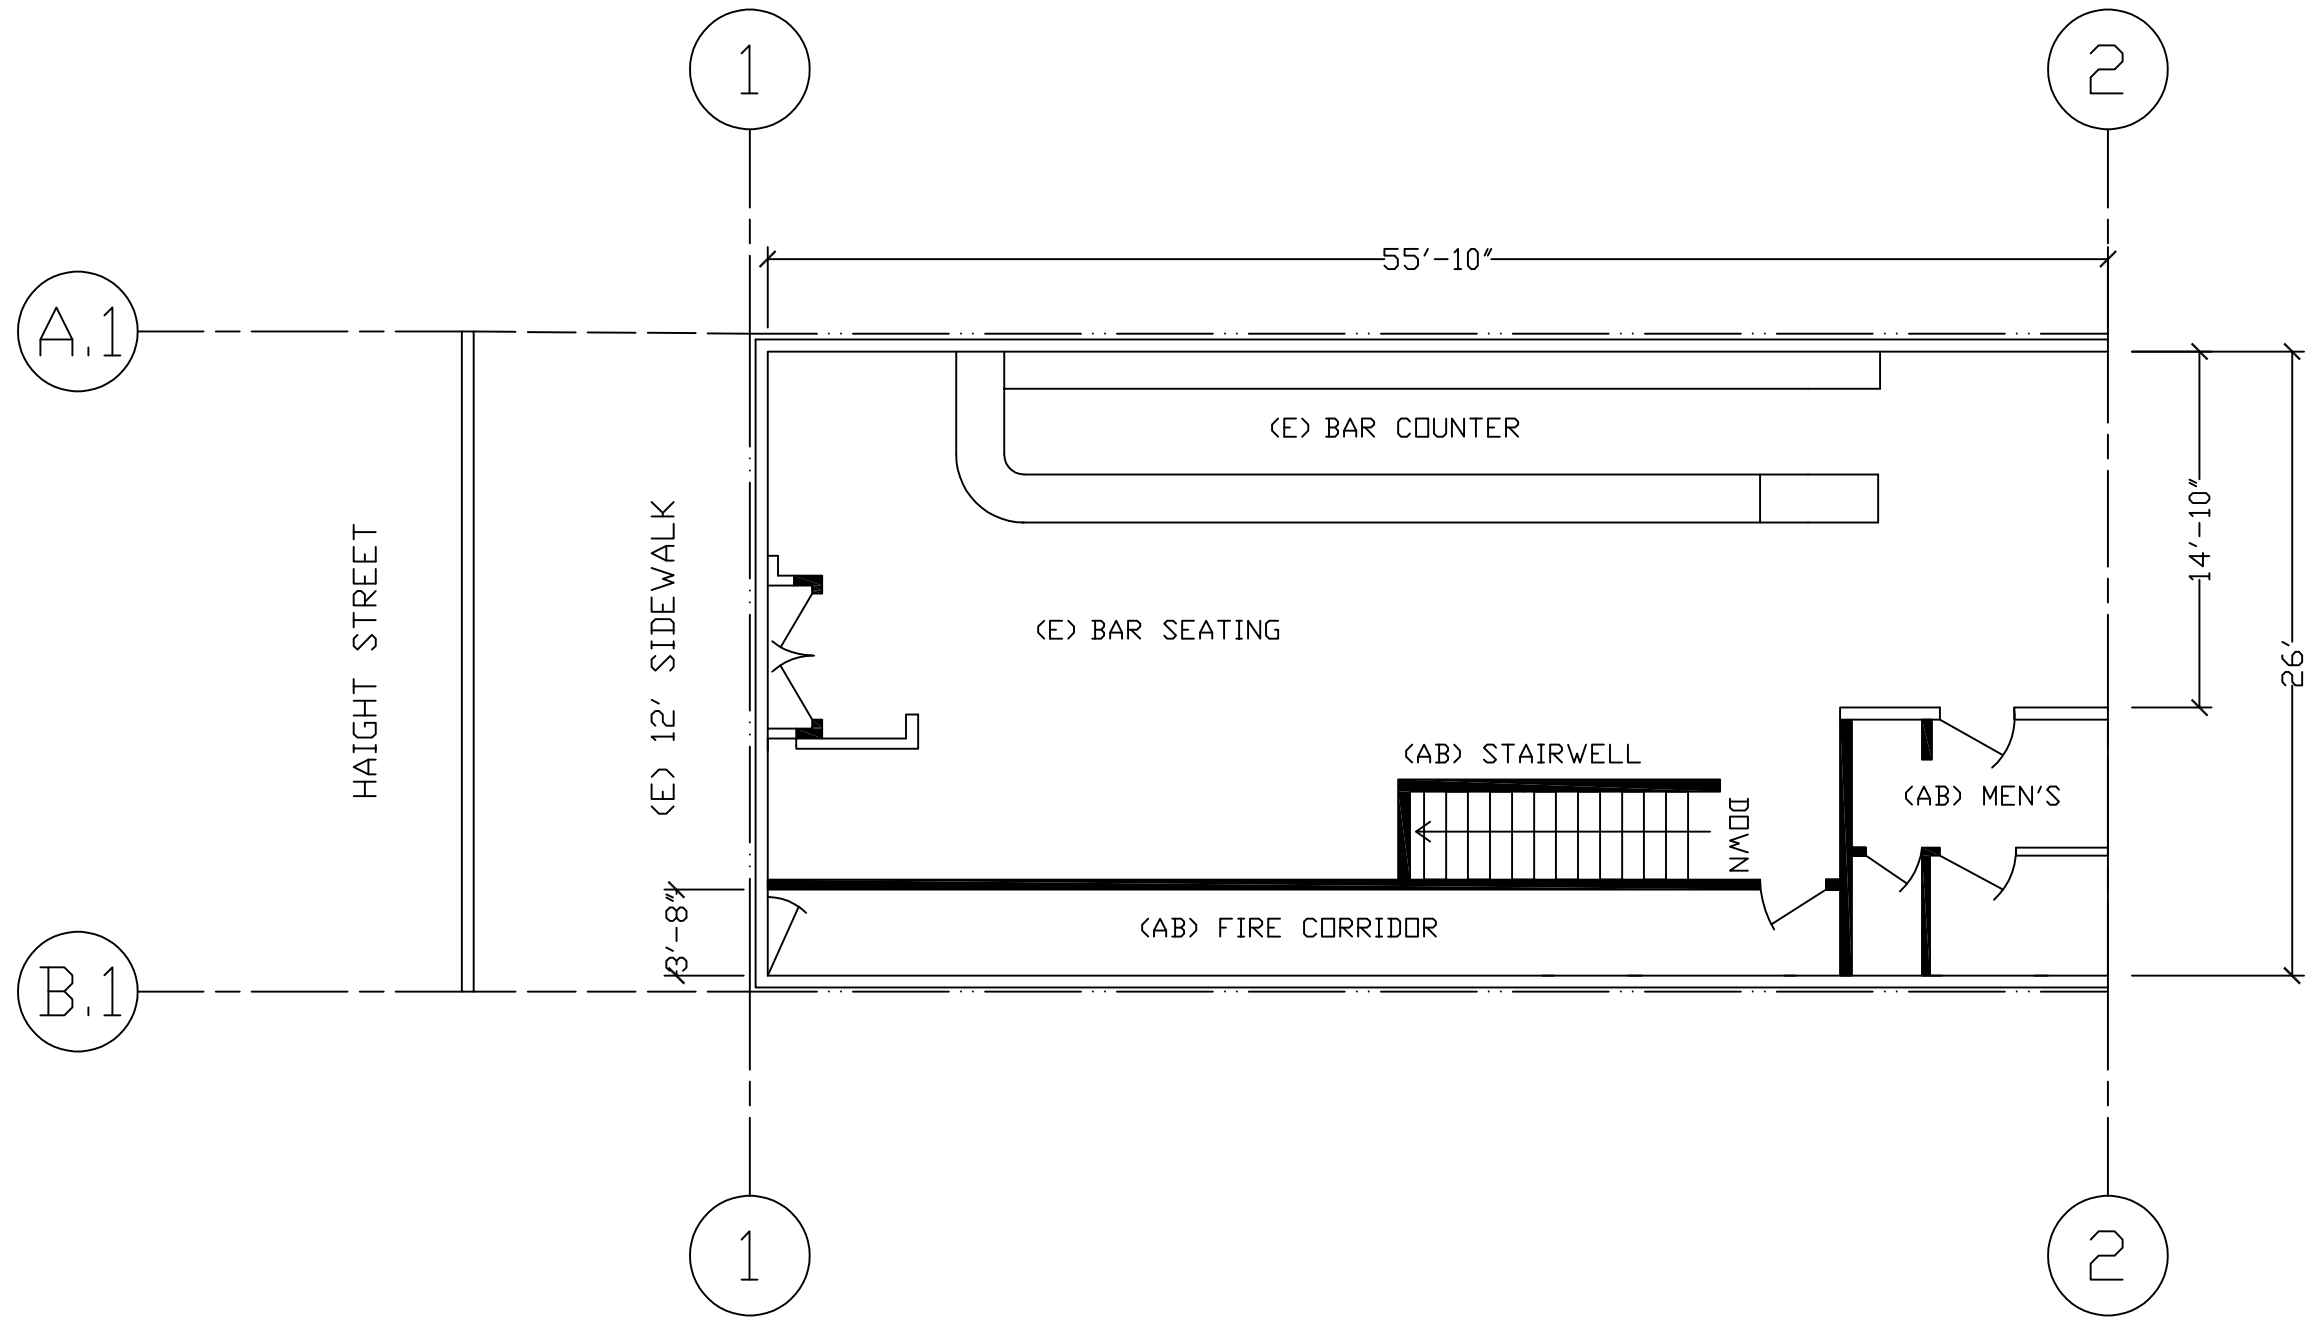 1
2
55'-10"
A.1
(E) BAR COUNTER
HAIGHT STREET
(E) 12' SIDEWALK
14'-10"
(E) BAR SEATING
26'
(AB) STAIRWELL
DOWN
(AB) MEN'S
3'-8"
(AB) FIRE CORRIDOR
B.1
1
2